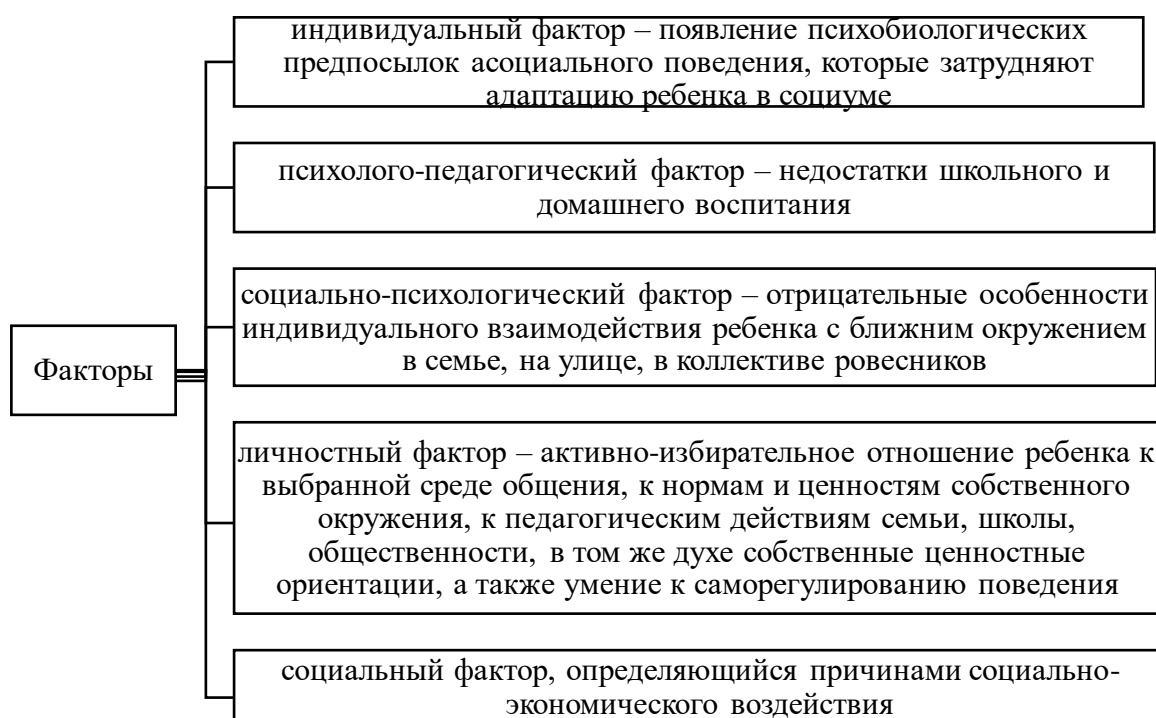 индивидуальный фактор – появление психобиологических
предпосылок асоциального поведения, которые затрудняют
адаптацию ребенка в социуме
психолого-педагогический фактор – недостатки школьного и
домашнего воспитания
социально-психологический фактор – отрицательные особенности
индивидуального взаимодействия ребенка с ближним окружением
в семье, на улице, в коллективе ровесников
Факторы
личностный фактор – активно-избирательное отношение ребенка к
выбранной среде общения, к нормам и ценностям собственного
окружения, к педагогическим действиям семьи, школы,
общественности, в том же духе собственные ценностные
ориентации, а также умение к саморегулированию поведения
социальный фактор, определяющийся причинами социально-
экономического воздействия